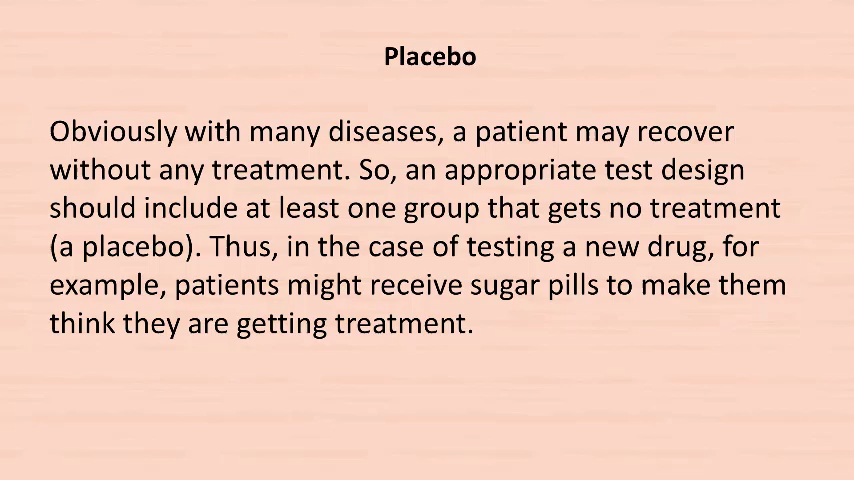 Placebo
Obviously with many diseases, a patient may recover
without any treatment. So, an appropriate test design
should include at least one group that gets no treatment
(a placebo). Thus, in the case of testing a new drug, for
example, patients might receive sugar pills to make them
think they are getting treatment.